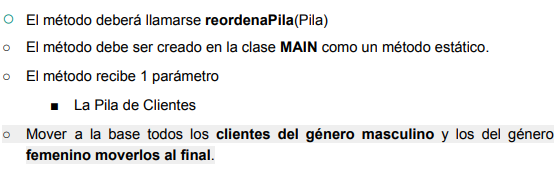 ○ El método deberá llamarse reordenaPila(Pila)
○ El método debe ser creado en la clase MAIN como un método estático.
○ El método recibe 1 parámetro
■ La Pila de Clientes
○ Mover a la base todos los clientes del género masculino y los del género
femenino moverlos al final.